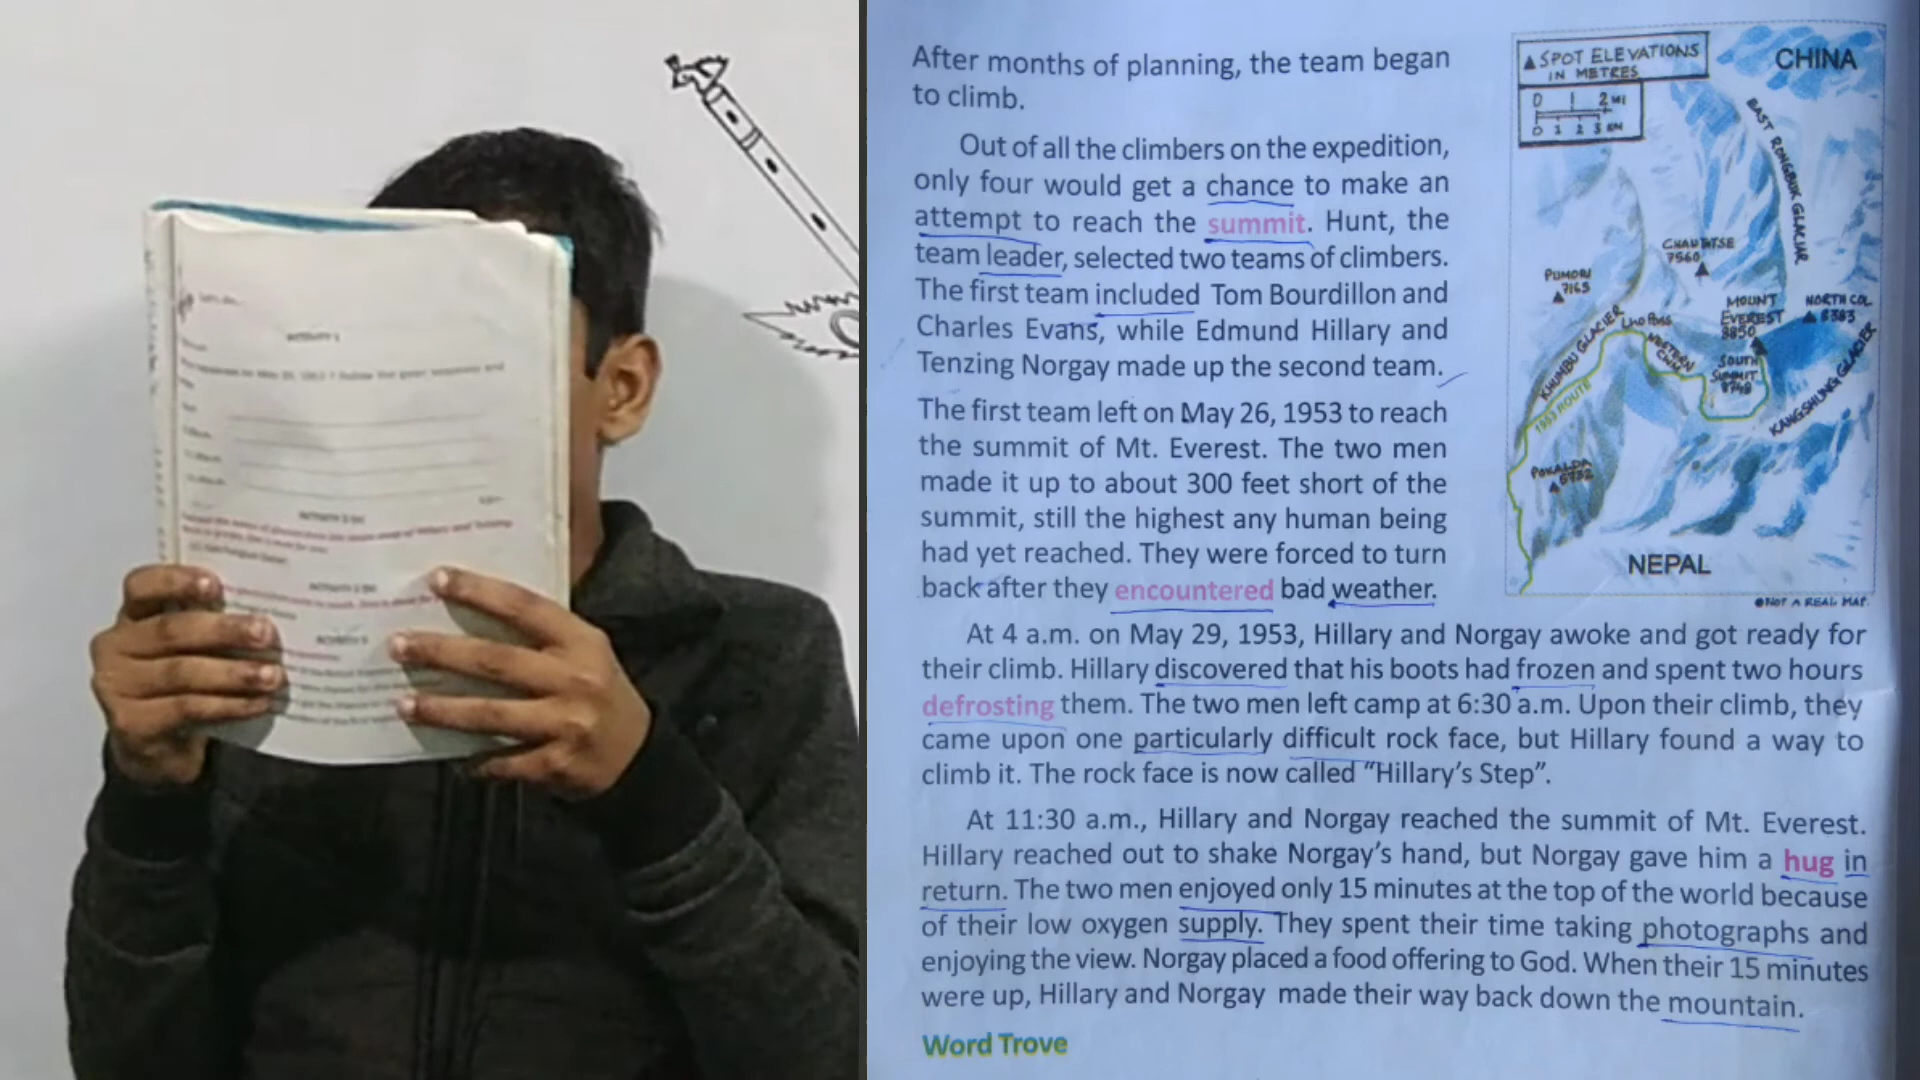 ACTIVITY 1
After months of planning, the team began
to climb.
Out of all the climbers on the expedition,
only four would get a chance to make an
attempt to reach the summit. Hunt, the
team leader, selected two teams of climbers.
The first team included Tom Bourdillon and
Charles Evans, while Edmund Hillary and
Tenzing Norgay made up the second team.
The first team left on May 26, 1953 to reach
the summit of Mt. Everest. The two men
made it up to about 300 feet short of the
summit, still the highest any human being
had yet reached. They were forced to turn
back after they encountered bad weather.
▲ SPOT ELEVATIONS
IN METRES
0 1 2 MI
0 1 2 3 KM
CHINA
EAST RONGBUK GLACIER
7560
PUMORI
7165
MOUNT
EVEREST
8850
NORTH COL
8383
KHUMBU GLACIER
WESTERN
SOUTH
SUMMIT
KANGSHUNG GLACIER
1953 ROUTE
NEPAL
NOT A REAL MAP.
At 4 a.m. on May 29, 1953, Hillary and Norgay awoke and got ready for
their climb. Hillary discovered that his boots had frozen and spent two hours
defrosting them. The two men left camp at 6:30 a.m. Upon their climb, they
came upon one particularly difficult rock face, but Hillary found a way to
climb it. The rock face is now called “Hillary’s Step”.
At 11:30 a.m., Hillary and Norgay reached the summit of Mt. Everest.
Hillary reached out to shake Norgay’s hand, but Norgay gave him a hug in
return. The two men enjoyed only 15 minutes at the top of the world because
of their low oxygen supply. They spent their time taking photographs and
enjoying the view. Norgay placed a food offering to God. When their 15 minutes
were up, Hillary and Norgay made their way back down the mountain.
Word Trove